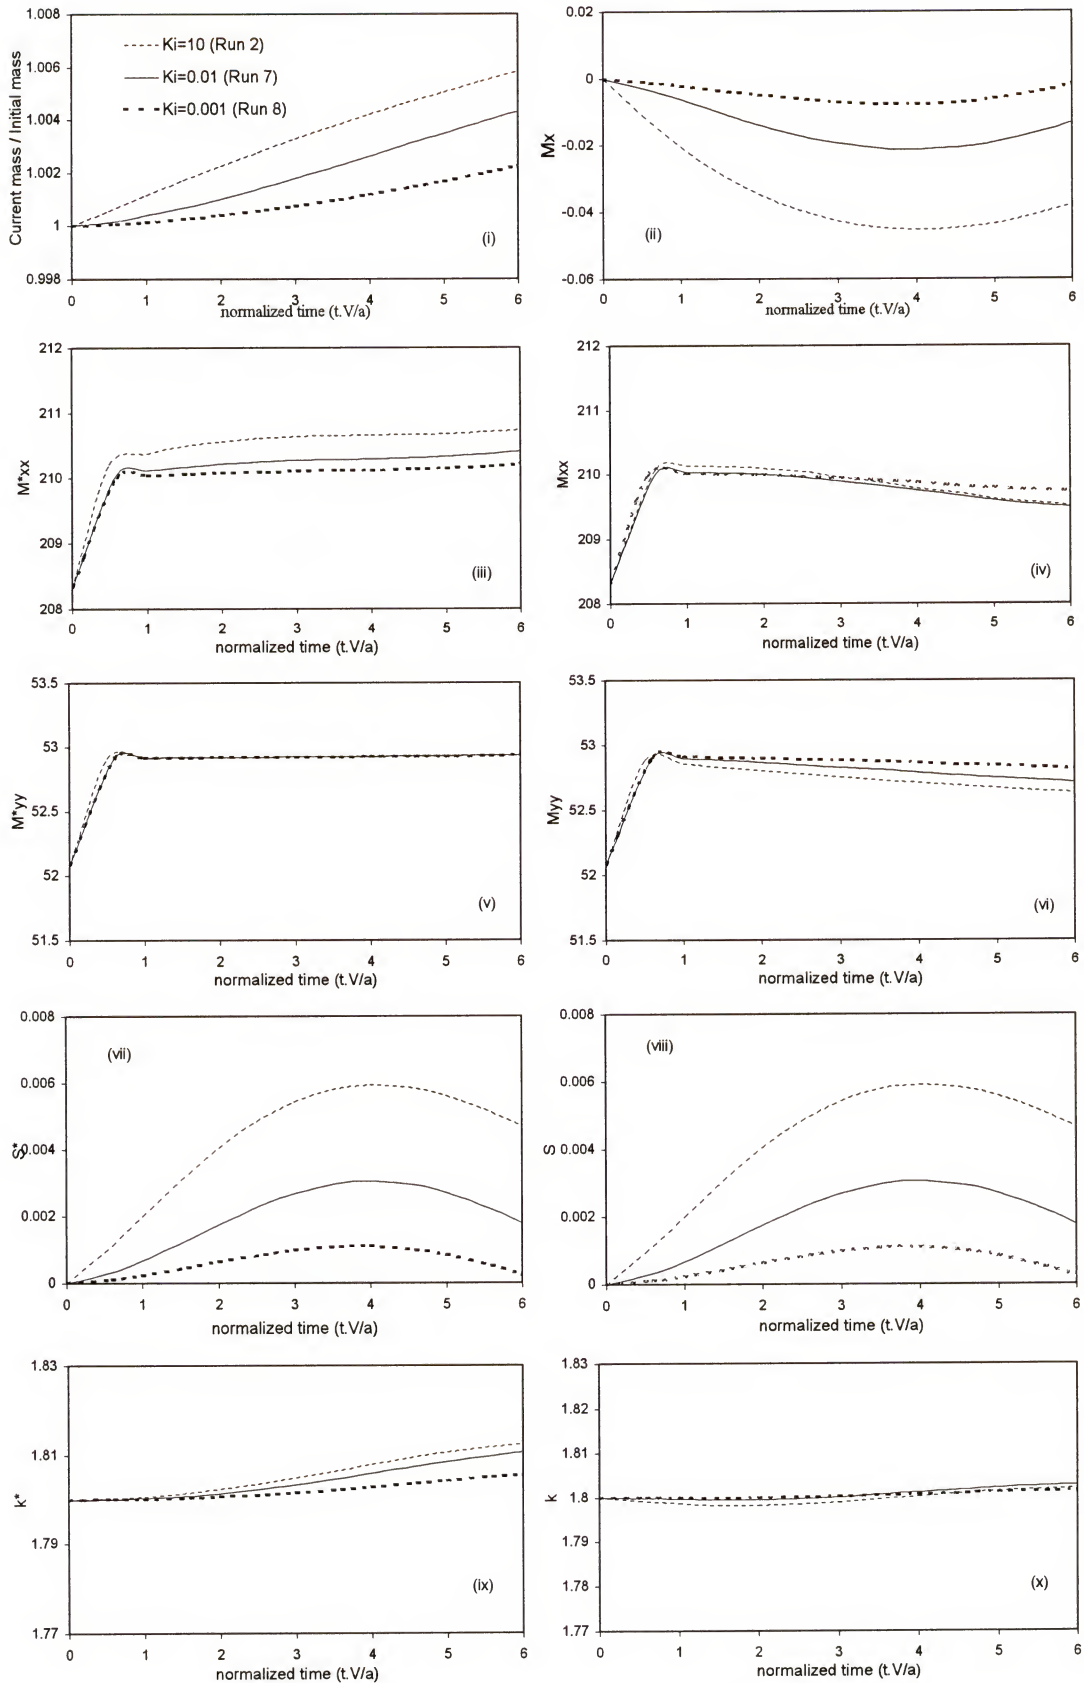 1.008
1.006
1.004
1.002
1
0.998
Current mass / Initial mass
Ki=10 (Run 2)
Ki=0.01 (Run 7)
Ki=0.001 (Run 8)
(i)
0 1 2 3 4 5 6
normalized time (t.V/a)
0.02
0
-0.02
-0.04
-0.06
Mx
(ii)
0 1 2 3 4 5 6
normalized time (t.V/a)
212
211
210
209
208
M*xx
(iii)
0 1 2 3 4 5 6
normalized time (t.V/a)
212
211
210
209
208
Mxx
(iv)
0 1 2 3 4 5 6
normalized time (t.V/a)
53.5
53
52.5
52
51.5
M*yy
(v)
0 1 2 3 4 5 6
normalized time (t.V/a)
53.5
53
52.5
52
51.5
Myy
(vi)
0 1 2 3 4 5 6
normalized time (t.V/a)
0.008
0.006
0.004
0.002
0
S*
(vii)
0 1 2 3 4 5 6
normalized time (t.V/a)
0.008
0.006
0.004
0.002
0
S
(viii)
0 1 2 3 4 5 6
normalized time (t.V/a)
1.83
1.81
1.79
1.77
k*
(ix)
0 1 2 3 4 5 6
normalized time (t.V/a)
1.83
1.82
1.81
1.8
1.79
1.78
1.77
k
(x)
0 1 2 3 4 5 6
normalized time (t.V/a)